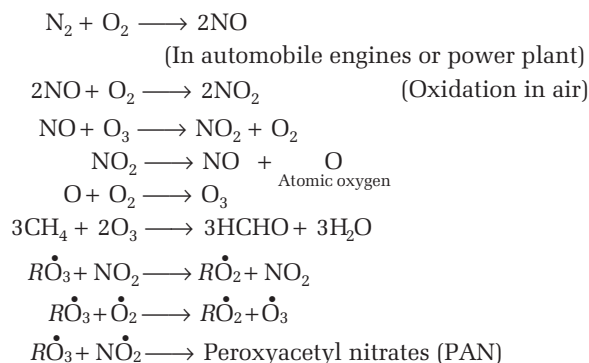 N₂ + O₂ ⟶ 2NO
(In automobile engines or power plant)
2NO + O₂ ⟶ 2NO₂ (Oxidation in air)
NO + O₃ ⟶ NO₂ + O₂
NO₂ ⟶ NO + O
Atomic oxygen
O + O₂ ⟶ O₃
3CH₄ + 2O₃ ⟶ 3HCHO + 3H₂O
RȮ₃ + NO₂ ⟶ RȮ₂ + NO₂
RȮ₃ + Ȯ₂ ⟶ RȮ₂ + Ȯ₃
RȮ₃ + NȮ₂ ⟶ Peroxyacetyl nitrates (PAN)